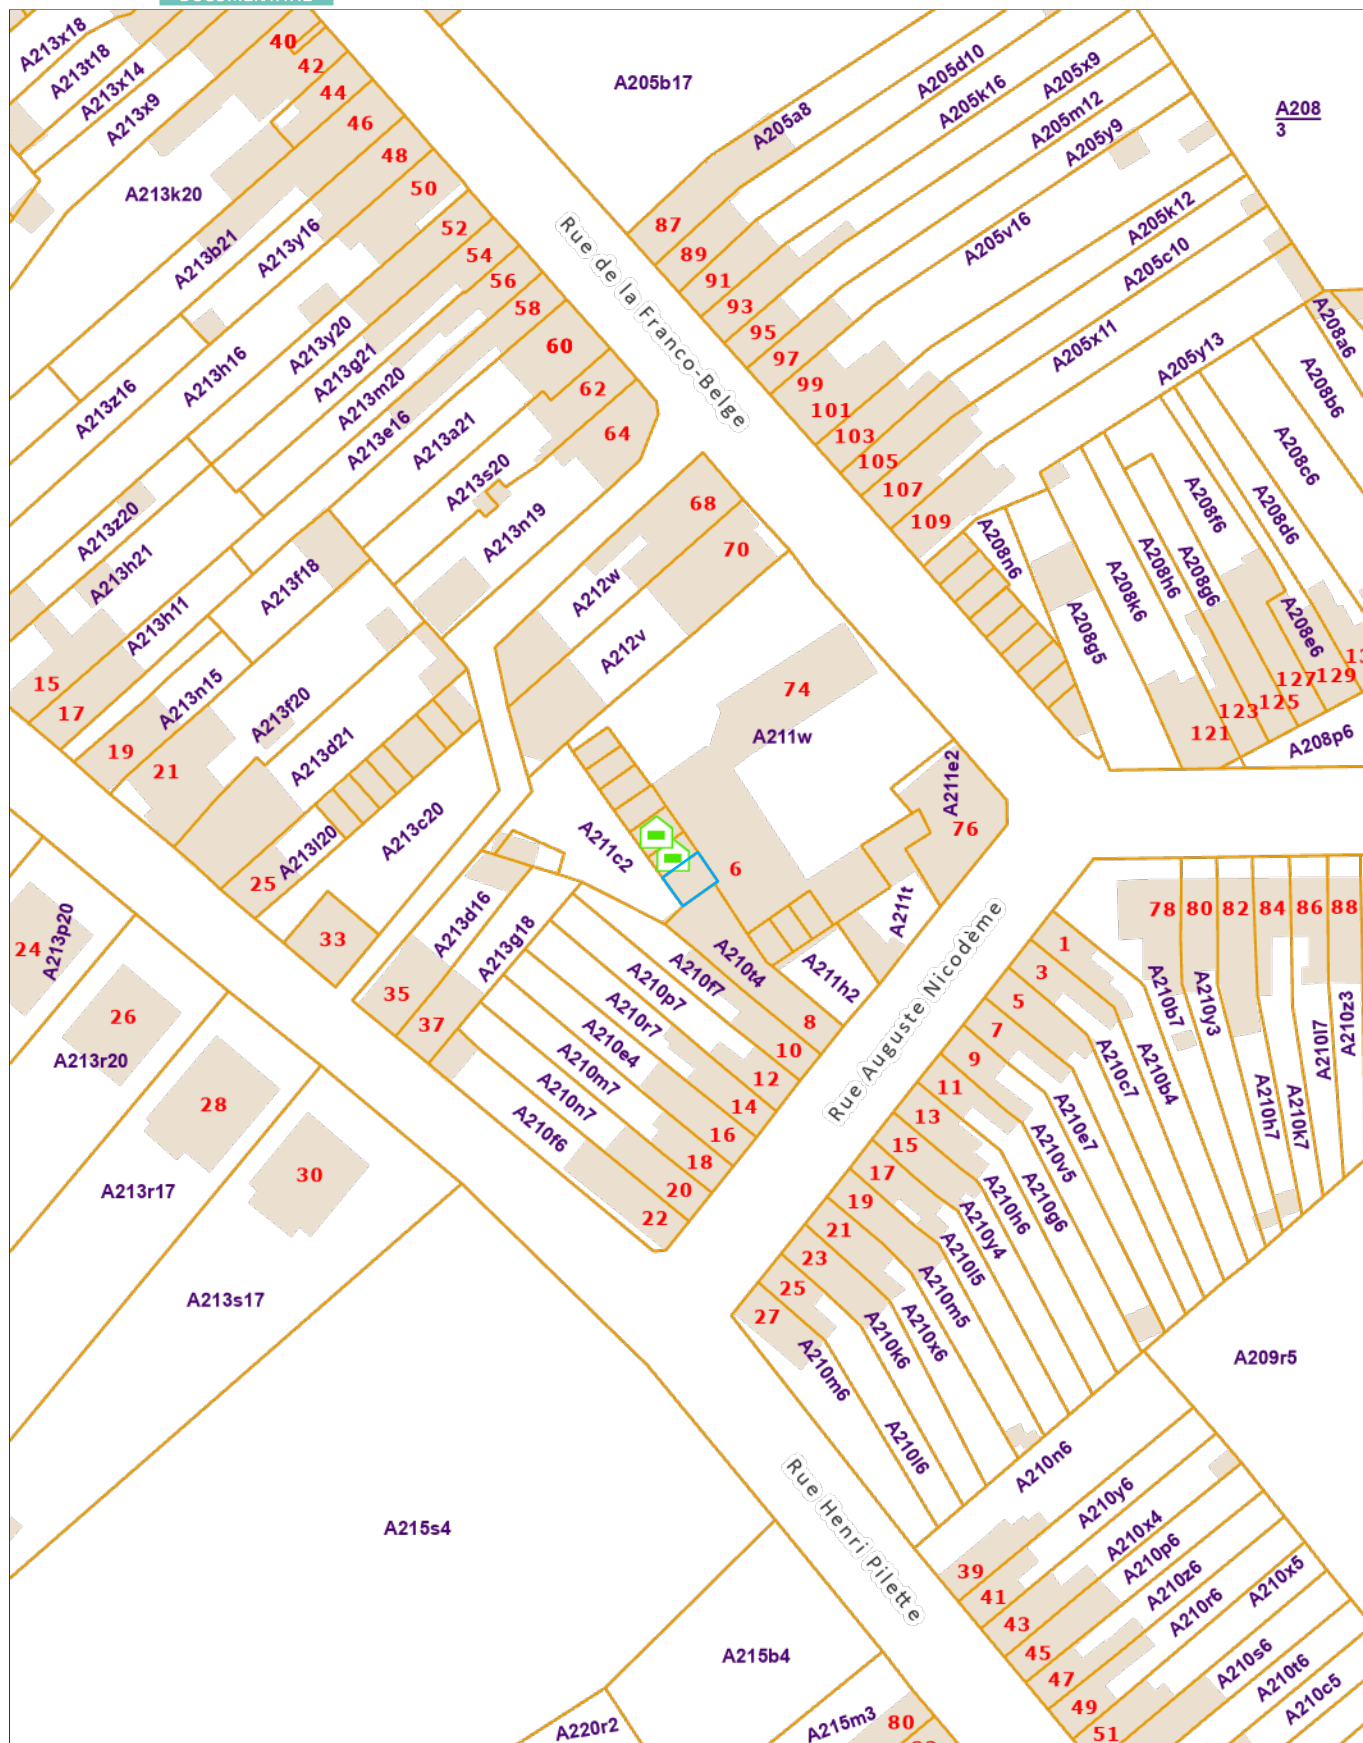 A213x18
A213t18
A213x14
A213x9
40
42
44
46
48
50
52
54
56
58
60
62
64
A213k20
A213b21
A213y16
A213z16
A213h16
A213y20
A213g21
A213m20
A213e16
A213a21
A213s20
A213n19
A213z20
A213h21
A213h11
A213f18
A213n15
A213f20
A213d21
A213l20
A213c20
15
17
19
21
25
33
Rue de la Franco-Belge
A205b17
A205a8
A205d10
A205k16
A205x9
A205m12
A205y9
A208
3
A205v16
A205k12
A205c10
A205x11
A205y13
87
89
91
93
95
97
99
101
103
105
107
109
A208a6
A208b6
A208c6
A208d6
A208f6
A208g6
A208h6
A208k6
A208e6
A208n6
A208g5
A208p6
121
123
125
127
129
68
70
A212w
A212v
74
A211w
A211e2
76
A211c2
6
A211t
A211h2
A210t4
A210f7
A210p7
A210r7
A210e4
A210m7
A210n7
A210f6
A213d16
A213g18
35
37
8
10
12
14
16
18
20
22
Rue Auguste Nicodème
24
A213p20
26
A213r20
28
A213r17
30
A213s17
1
3
5
7
9
11
13
15
17
19
21
23
25
27
78
80
82
84
86
88
A210b7
A210y3
A210l7
A210z3
A210h7
A210k7
A210b4
A210c7
A210e7
A210v5
A210g6
A210h6
A210y4
A210l5
A210m5
A210x6
A210k6
A210m6
A210l6
A209r5
A210n6
A210y6
A210x4
A210p6
A210z6
A210r6
A210x5
A210s6
A210t6
A210c5
39
41
43
45
47
49
51
Rue Henri Pilette
A215s4
A215b4
A215m3
A220r2
80